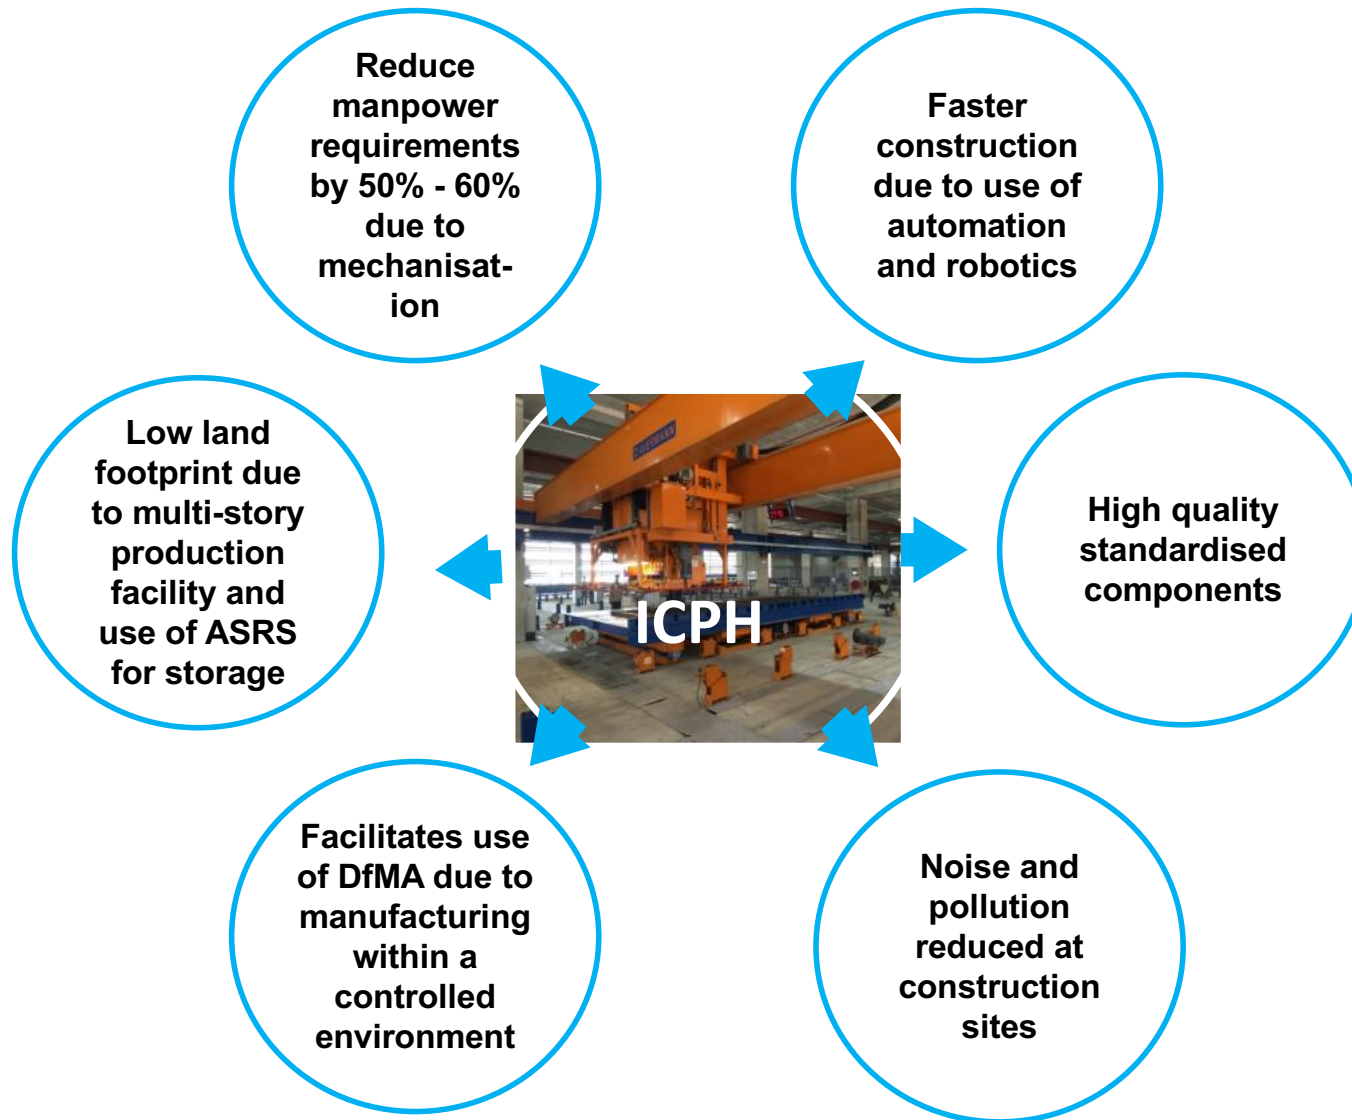 Reduce
manpower
requirements
by 50% - 60%
due to
mechanisat-
ion
Faster
construction
due to use of
automation
and robotics
Low land
footprint due
to multi-story
production
facility and
use of ASRS
for storage
High quality
standardised
components
ICPH
Facilitates use
of DfMA due to
manufacturing
within a
controlled
environment
Noise and
pollution
reduced at
construction
sites